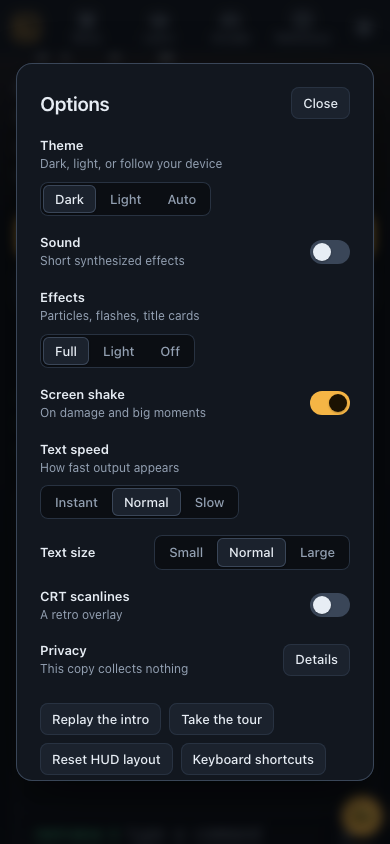 Options
Close
Theme
Dark, light, or follow your device
Dark Light Auto
Sound
Short synthesized effects
Effects
Particles, flashes, title cards
Full Light Off
Screen shake
On damage and big moments
Text speed
How fast output appears
Instant Normal Slow
Text size
Small Normal Large
CRT scanlines
A retro overlay
Privacy
This copy collects nothing
Details
Replay the intro
Take the tour
Reset HUD layout
Keyboard shortcuts